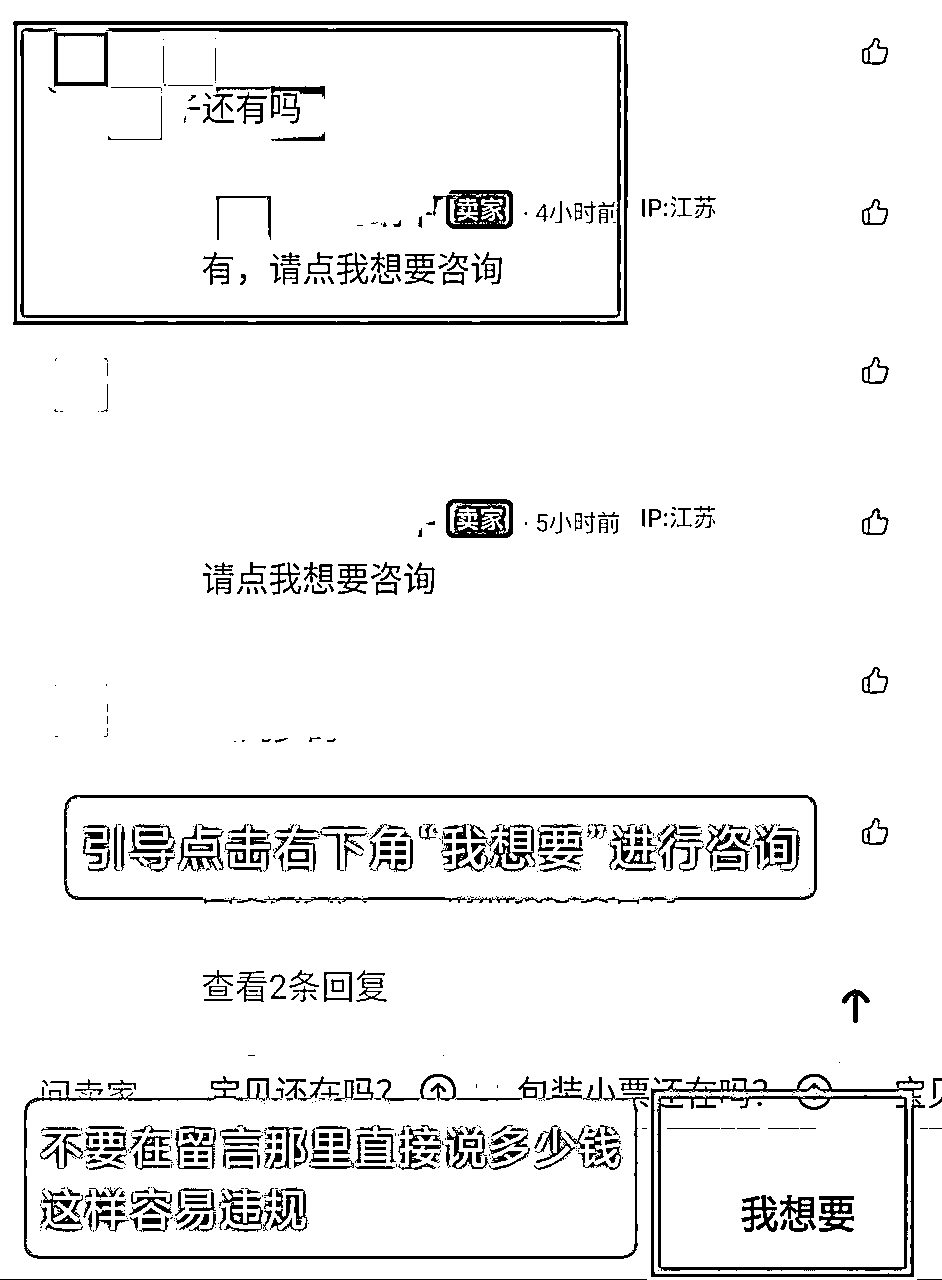 还有吗
卖家 · 4小时前 IP:江苏
有，请点我想要咨询
卖家 · 5小时前 IP:江苏
请点我想要咨询
引导点击右下角“我想要”进行咨询
查看2条回复
问卖家 宝贝还在吗? 包装小票还在吗? 宝贝
不要在留言那里直接说多少钱
这样容易违规
我想要